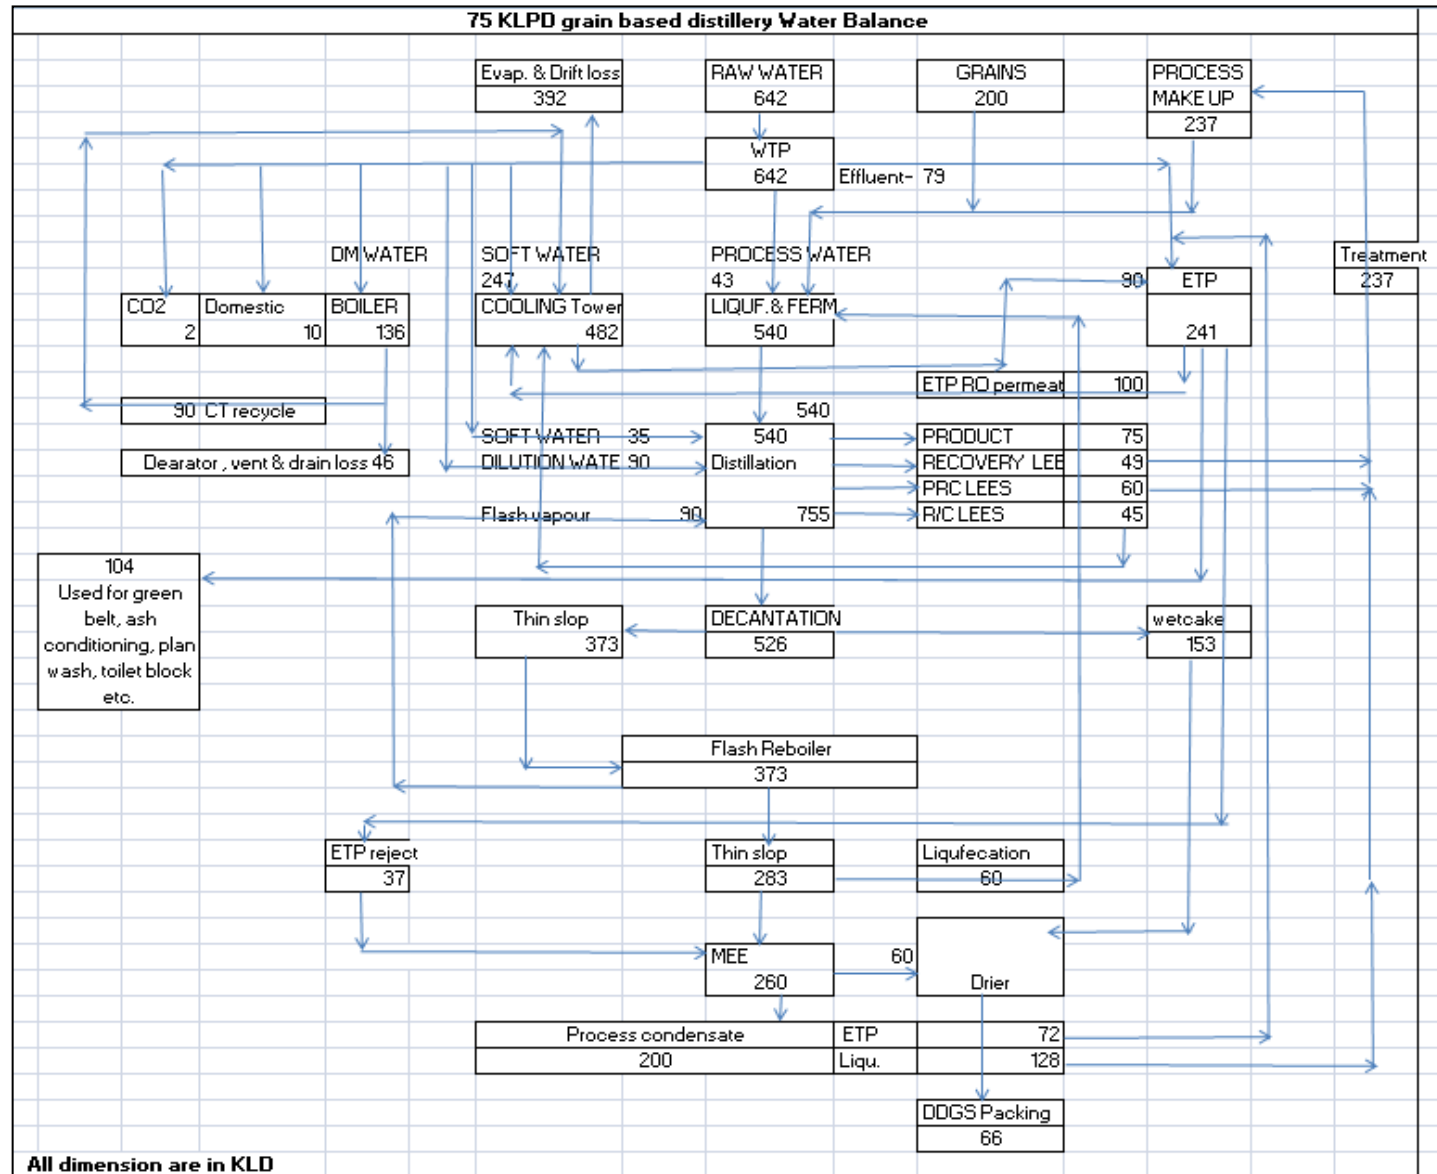 75 KLPD grain based distillery Water Balance
Evap. & Drift loss
392
RAW WATER
642
GRAINS
200
PROCESS
MAKE UP
237
WTP
642
Effluent- 79
DM WATER
SOFT WATER
247
PROCESS WATER
43
90
ETP
241
Treatment
237
CO2
2
Domestic
10
BOILER
136
COOLING Tower
482
LIQUF.& FERM
540
ETP RO permeat 100
90 CT recycle
540
Dearator , vent & drain loss 46
SOFT WATER 35
DILUTION WATE 90
Flash vapour 90
540
Distillation
755
PRODUCT 75
RECOVERY LEE 49
PRC LEES 60
R/C LEES 45
104
Used for green
belt, ash
conditioning, plan
wash, toilet block
etc.
Thin slop
373
DECANTATION
526
wetcake
153
Flash Reboiler
373
ETP reject
37
Thin slop
283
Liqufecation
60
MEE
260
60
Drier
Process condensate
200
ETP 72
Liqu. 128
DDGS Packing
66
All dimension are in KLD